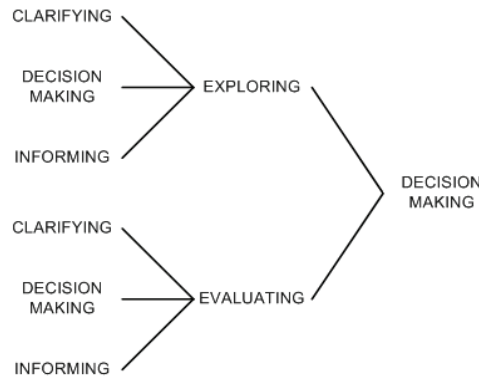 CLARIFYING
DECISION
MAKING
EXPLORING
INFORMING
DECISION
MAKING
CLARIFYING
DECISION
MAKING
EVALUATING
INFORMING